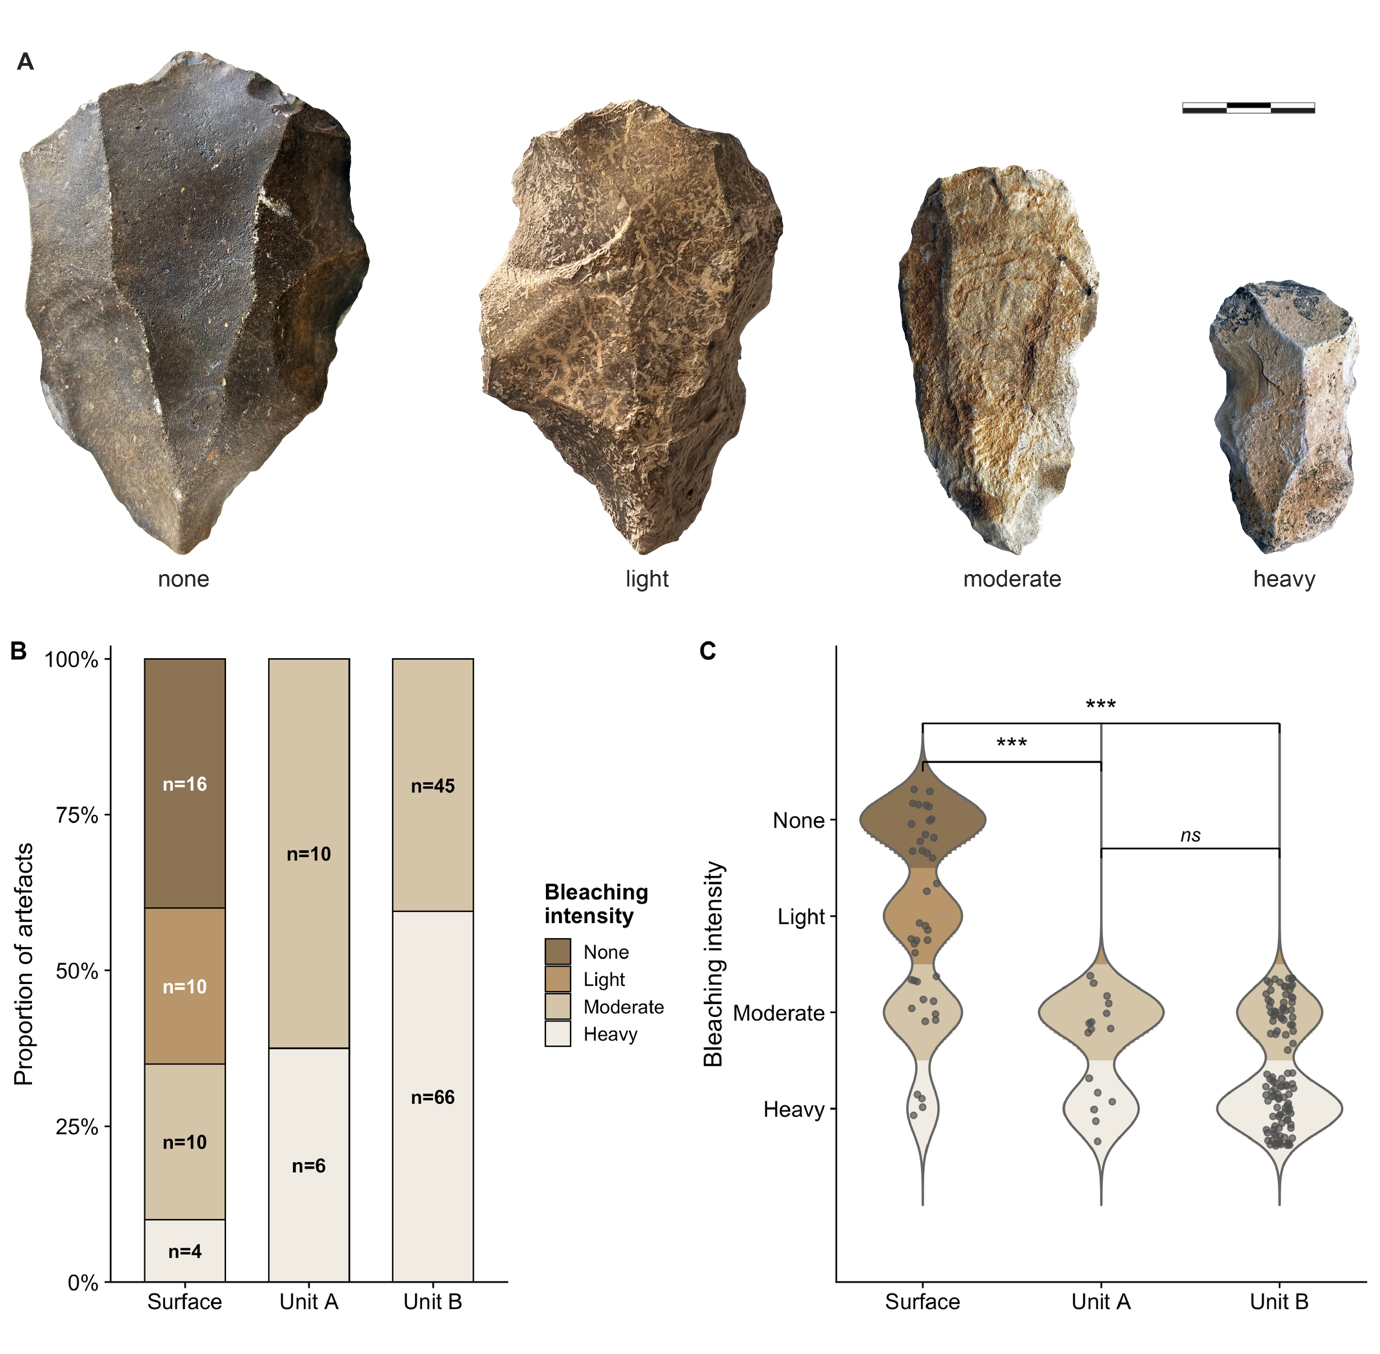 A
none
light
moderate
heavy
B
100%
75%
50%
25%
0%
Proportion of artefacts
n=16
n=10
n=10
n=4
n=10
n=6
n=45
n=66
Surface
Unit A
Unit B
Bleaching
intensity
None
Light
Moderate
Heavy
C
***
***
ns
Bleaching intensity
None
Light
Moderate
Heavy
Surface
Unit A
Unit B